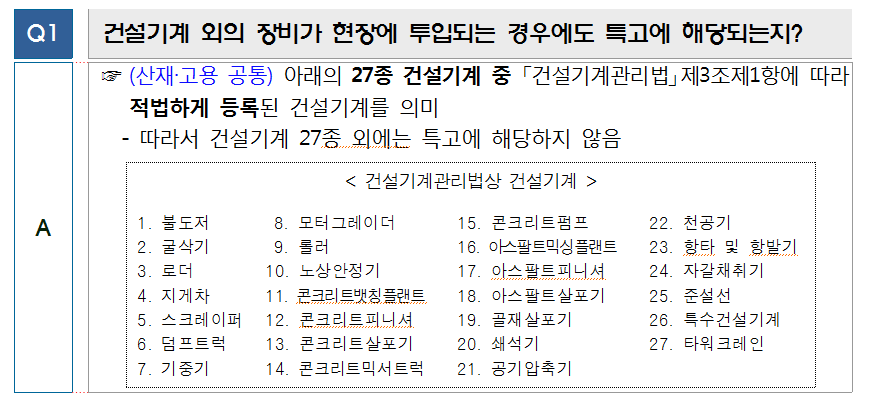 Q1 건설기계 외의 장비가 현장에 투입되는 경우에도 특고에 해당되는지?
A
☞ (산재·고용 공통) 아래의 27종 건설기계 중 「건설기계관리법」제3조제1항에 따라
적법하게 등록된 건설기계를 의미
- 따라서 건설기계 27종 외에는 특고에 해당하지 않음
< 건설기계관리법상 건설기계 >
1. 불도저 8. 모터그레이더 15. 콘크리트펌프 22. 천공기
2. 굴삭기 9. 롤러 16. 아스팔트믹싱플랜트 23. 항타 및 항발기
3. 로더 10. 노상안정기 17. 아스팔트피니셔 24. 자갈채취기
4. 지게차 11. 콘크리트뱃칭플랜트 18. 아스팔트살포기 25. 준설선
5. 스크레이퍼 12. 콘크리트피니셔 19. 골재살포기 26. 특수건설기계
6. 덤프트럭 13. 콘크리트살포기 20. 쇄석기 27. 타워크레인
7. 기중기 14. 콘크리트믹서트럭 21. 공기압축기